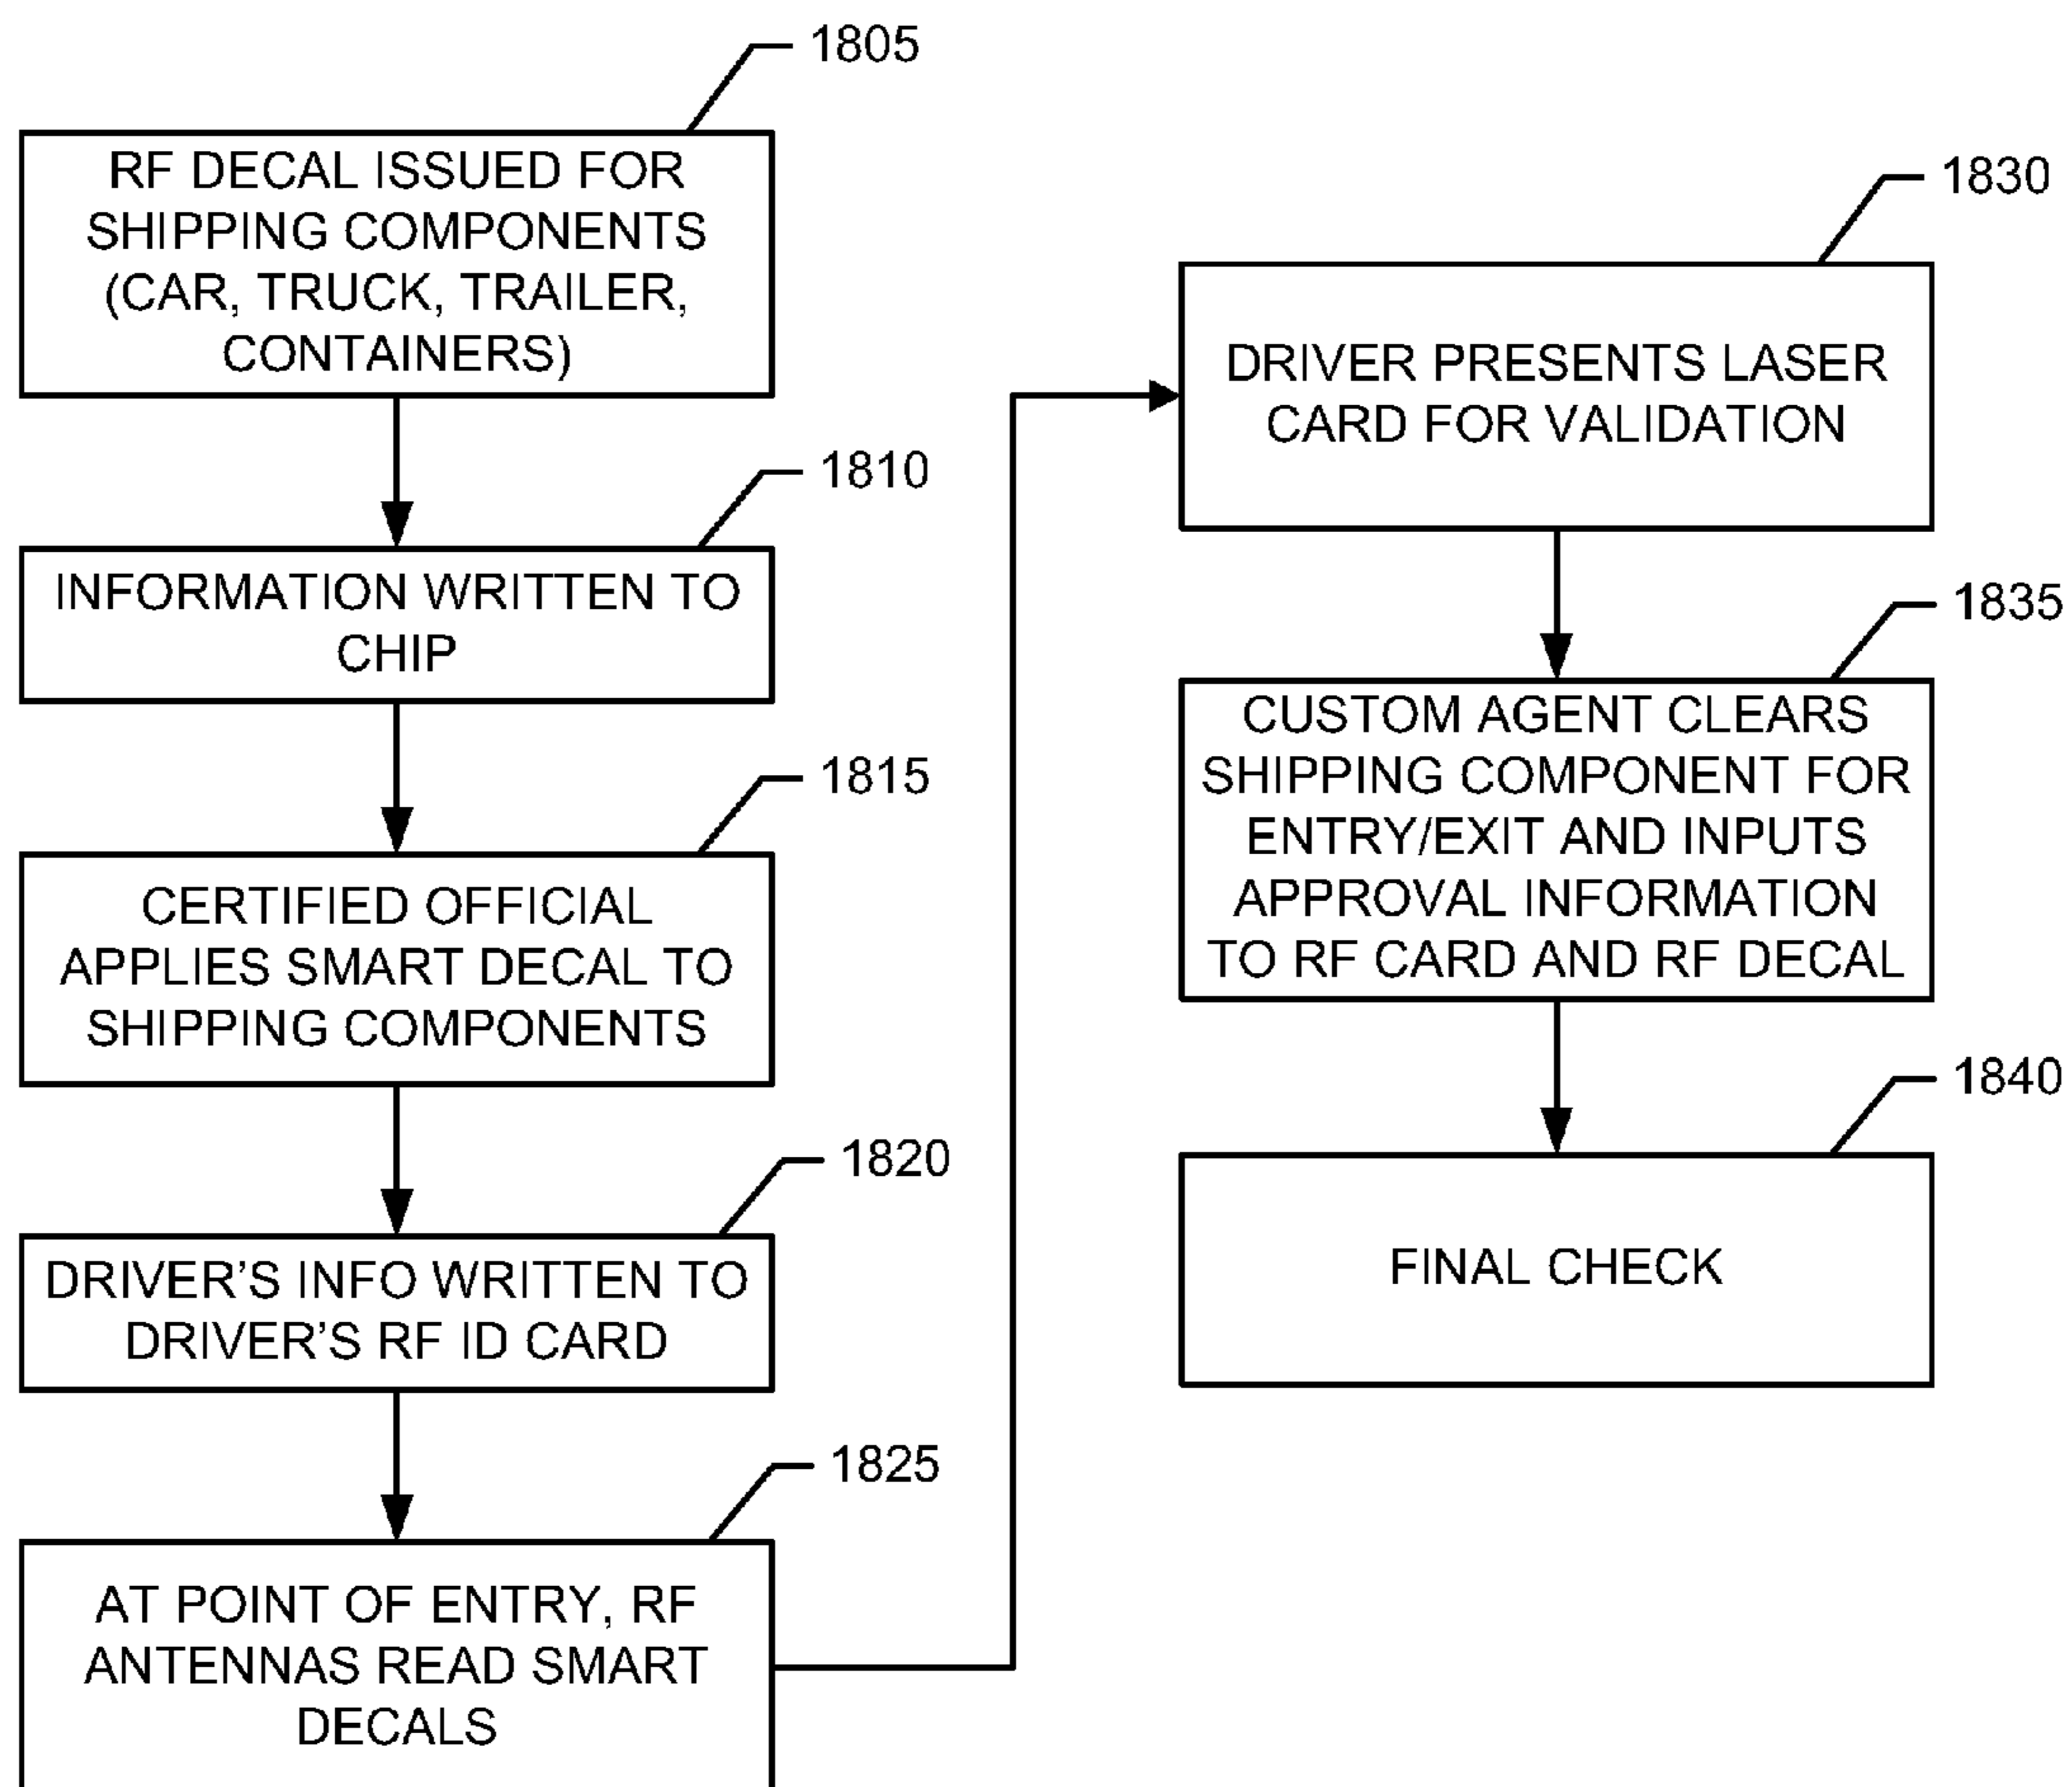 1805
RF DECAL ISSUED FOR
SHIPPING COMPONENTS
(CAR, TRUCK, TRAILER,
CONTAINERS)
1810
INFORMATION WRITTEN TO
CHIP
1815
CERTIFIED OFFICIAL
APPLIES SMART DECAL TO
SHIPPING COMPONENTS
1820
DRIVER’S INFO WRITTEN TO
DRIVER’S RF ID CARD
1825
AT POINT OF ENTRY, RF
ANTENNAS READ SMART
DECALS
1830
DRIVER PRESENTS LASER
CARD FOR VALIDATION
1835
CUSTOM AGENT CLEARS
SHIPPING COMPONENT FOR
ENTRY/EXIT AND INPUTS
APPROVAL INFORMATION
TO RF CARD AND RF DECAL
1840
FINAL CHECK